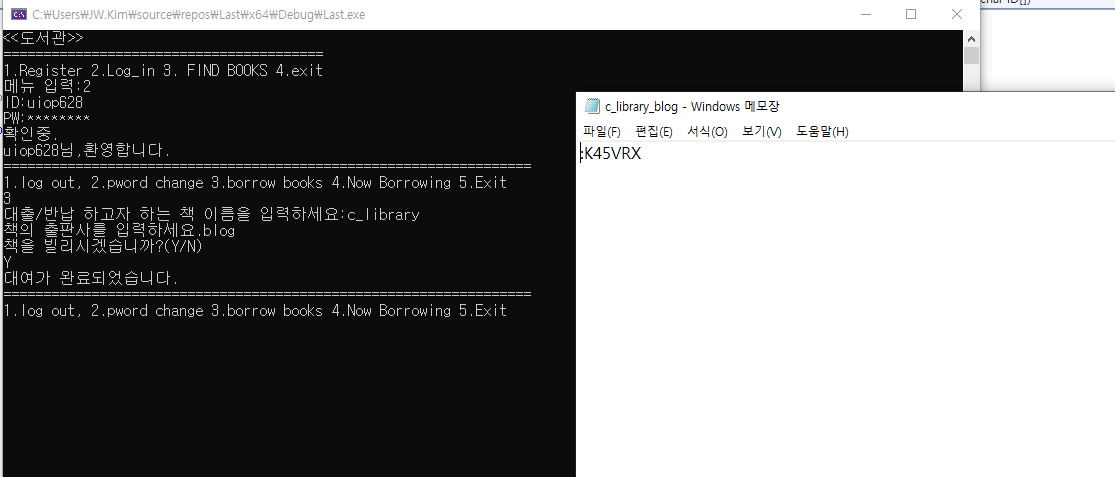 char ID[])
C:₩Users₩JW.Kim₩source₩repos₩Last₩x64₩Debug₩Last.exe
<<도서관>>
========================================
1.Register 2.Log_in 3. FIND BOOKS 4.exit
메뉴 입력:2
ID:uiop628
PW:********
확인중.
uiop628님,환영합니다.
==================================================================
1.log out, 2.pword change 3.borrow books 4.Now Borrowing 5.Exit
3
대출/반납 하고자 하는 책 이름을 입력하세요:c_library
책의 출판사를 입력하세요.blog
책을 빌리시겠습니까?(Y/N)
Y
대여가 완료되었습니다.
==================================================================
1.log out, 2.pword change 3.borrow books 4.Now Borrowing 5.Exit
c_library_blog - Windows 메모장
파일(F) 편집(E) 서식(O) 보기(V) 도움말(H)
:K45VRX